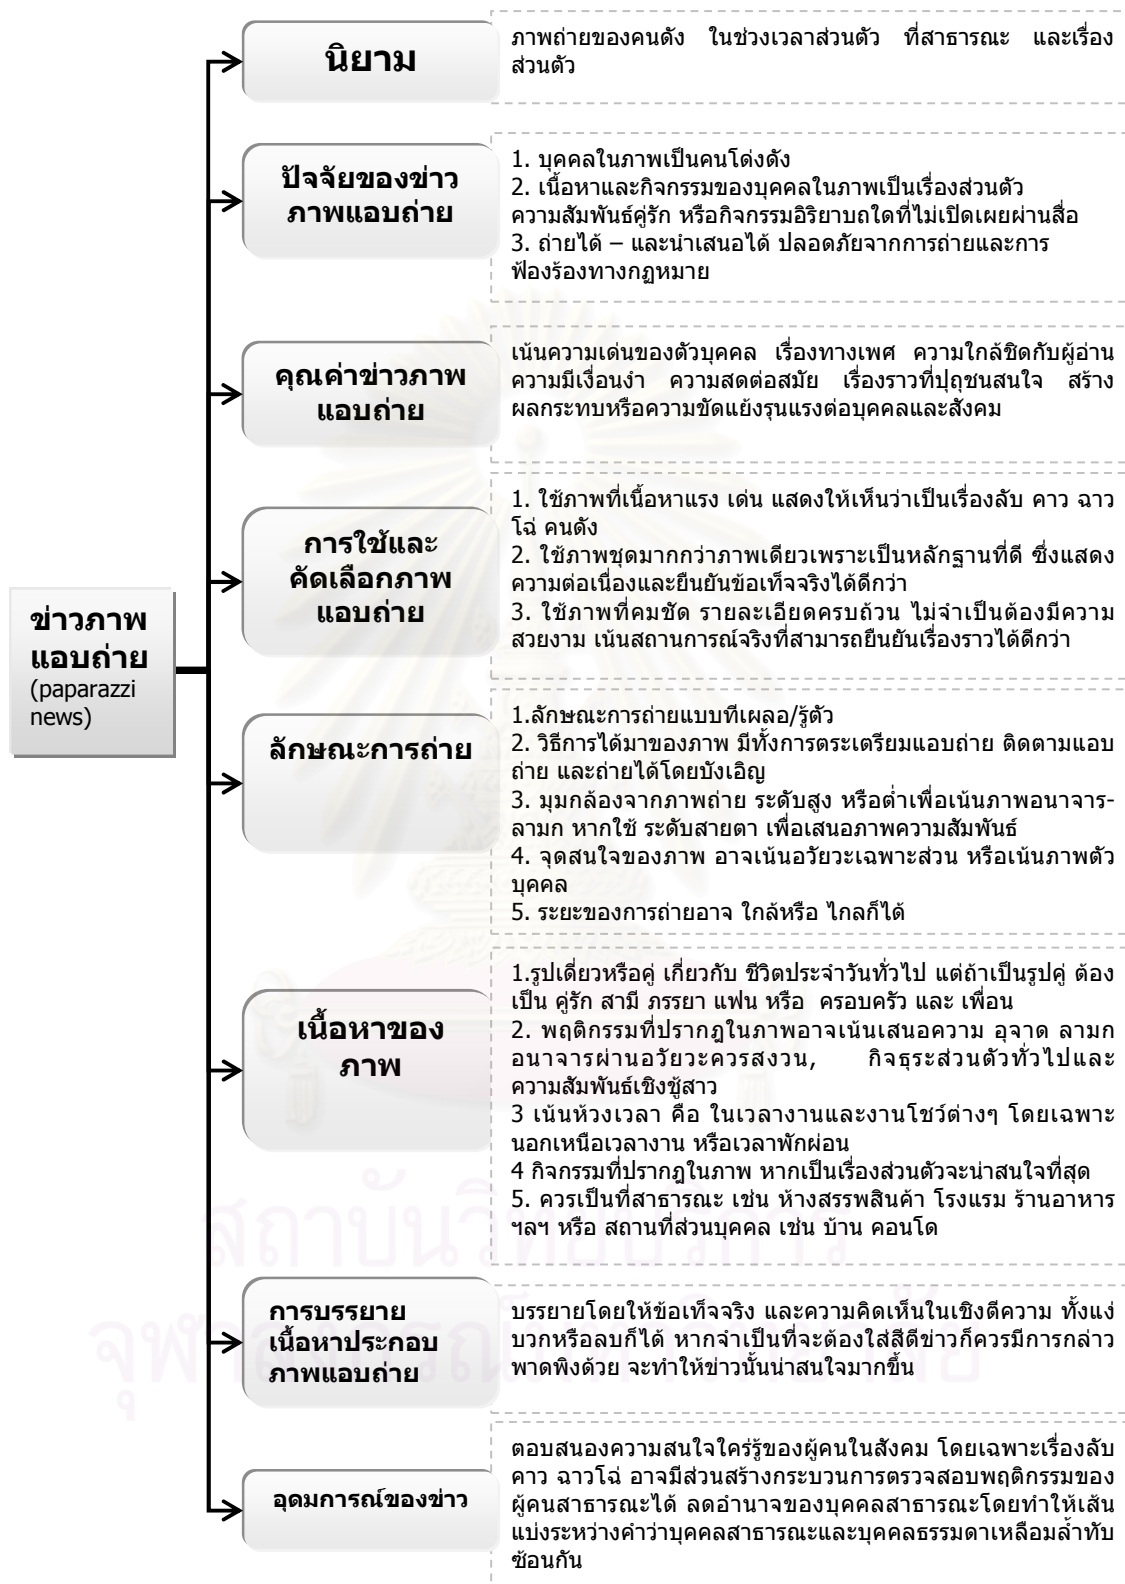 นิยาม
ภาพถ่ายของคนดัง ในช่วงเวลาส่วนตัว ที่สาธารณะ และเรื่อง
ส่วนตัว
ปัจจัยของข่าว
ภาพแอบถ่าย
1. บุคคลในภาพเป็นคนโด่งดัง
2. เนื้อหาและกิจกรรมของบุคคลในภาพเป็นเรื่องส่วนตัว
ความสัมพันธ์คู่รัก หรือกิจกรรมอิริยาบถใดที่ไม่เปิดเผยผ่านสื่อ
3. ถ่ายได้ – และนำเสนอได้ ปลอดภัยจากการถ่ายและการ
ฟ้องร้องทางกฏหมาย
คุณค่าข่าวภาพ
แอบถ่าย
เน้นความเด่นของตัวบุคคล เรื่องทางเพศ ความใกล้ชิดกับผู้อ่าน
ความมีเงื่อนงำ ความสดต่อสมัย เรื่องราวที่ปุถุชนสนใจ สร้าง
ผลกระทบหรือความขัดแย้งรุนแรงต่อบุคคลและสังคม
การใช้และ
คัดเลือกภาพ
แอบถ่าย
1. ใช้ภาพที่เนื้อหาแรง เด่น แสดงให้เห็นว่าเป็นเรื่องลับ คาว ฉาว
โฉ่ คนดัง
2. ใช้ภาพชุดมากกว่าภาพเดียวเพราะเป็นหลักฐานที่ดี ซึ่งแสดง
ความต่อเนื่องและยืนยันข้อเท็จจริงได้ดีกว่า
3. ใช้ภาพที่คมชัด รายละเอียดครบถ้วน ไม่จำเป็นต้องมีความ
สวยงาม เน้นสถานการณ์จริงที่สามารถยืนยันเรื่องราวได้ดีกว่า
ข่าวภาพ
แอบถ่าย
(paparazzi
news)
ลักษณะการถ่าย
1.ลักษณะการถ่ายแบบทีเผลอ/รู้ตัว
2. วิธีการได้มาของภาพ มีทั้งการตระเตรียมแอบถ่าย ติดตามแอบ
ถ่าย และถ่ายได้โดยบังเอิญ
3. มุมกล้องจากภาพถ่าย ระดับสูง หรือต่ำเพื่อเน้นภาพอนาจาร-
ลามก หากใช้ ระดับสายตา เพื่อเสนอภาพความสัมพันธ์
4. จุดสนใจของภาพ อาจเน้นอวัยวะเฉพาะส่วน หรือเน้นภาพตัว
บุคคล
5. ระยะของการถ่ายอาจ ใกล้หรือ ไกลก็ได้
เนื้อหาของ
ภาพ
1.รูปเดี่ยวหรือคู่ เกี่ยวกับ ชีวิตประจำวันทั่วไป แต่ถ้าเป็นรูปคู่ ต้อง
เป็น คู่รัก สามี ภรรยา แฟน หรือ ครอบครัว และ เพื่อน
2. พฤติกรรมที่ปรากฏในภาพอาจเน้นเสนอความ อุจาด ลามก
อนาจารผ่านอวัยวะควรสงวน, กิจธุระส่วนตัวทั่วไปและ
ความสัมพันธ์เชิงชู้สาว
3 เน้นห้วงเวลา คือ ในเวลางานและงานโชว์ต่างๆ โดยเฉพาะ
นอกเหนือเวลางาน หรือเวลาพักผ่อน
4 กิจกรรมที่ปรากฏในภาพ หากเป็นเรื่องส่วนตัวจะน่าสนใจที่สุด
5. ควรเป็นที่สาธารณะ เช่น ห้างสรรพสินค้า โรงแรม ร้านอาหาร
ฯลฯ หรือ สถานที่ส่วนบุคคล เช่น บ้าน คอนโด
สถาบันวิทยบริการ
จุฬาลงกรณ์มหาวิทยาลัย
การบรรยาย
เนื้อหาประกอบ
ภาพแอบถ่าย
บรรยายโดยให้ข้อเท็จจริง และความคิดเห็นในเชิงตีความ ทั้งแง่
บวกหรือลบก็ได้ หากจำเป็นที่จะต้องใส่สีตีข่าวก็ควรมีการกล่าว
พาดพิงด้วย จะทำให้ข่าวนั้นน่าสนใจมากขึ้น
อุดมการณ์ของข่าว
ตอบสนองความสนใจใคร่รู้ของผู้คนในสังคม โดยเฉพาะเรื่องลับ
คาว ฉาวโฉ่ อาจมีส่วนสร้างกระบวนการตรวจสอบพฤติกรรมของ
ผู้คนสาธารณะได้ ลดอำนาจของบุคคลสาธารณะโดยทำให้เส้น
แบ่งระหว่างคำว่าบุคคลสาธารณะและบุคคลธรรมดาเหลือมล้ำทับ
ซ้อนกัน